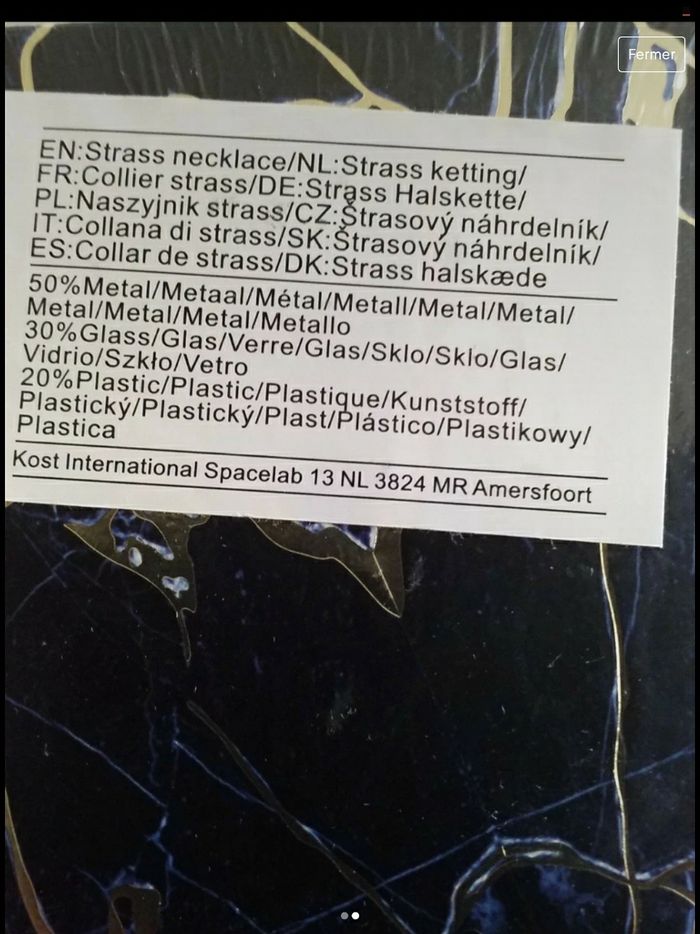 Fermer
EN:Strass necklace/NL:Strass ketting/
FR:Collier strass/DE:Strass Halskette/
PL:Naszyjnik strass/CZ:Štrasový náhrdelník/
IT:Collana di strass/SK:Štrasový náhrdelník/
ES:Collar de strass/DK:Strass halskæde
50%Metal/Metaal/Métal/Metall/Metal/Metal/
Metal/Metal/Metal/Metallo
30%Glass/Glas/Verre/Glas/Sklo/Sklo/Glas/
Vidrio/Szkło/Vetro
20%Plastic/Plastic/Plastique/Kunststoff/
Plastický/Plastický/Plast/Plástico/Plastikowy/
Plastica
Kost International Spacelab 13 NL 3824 MR Amersfoort